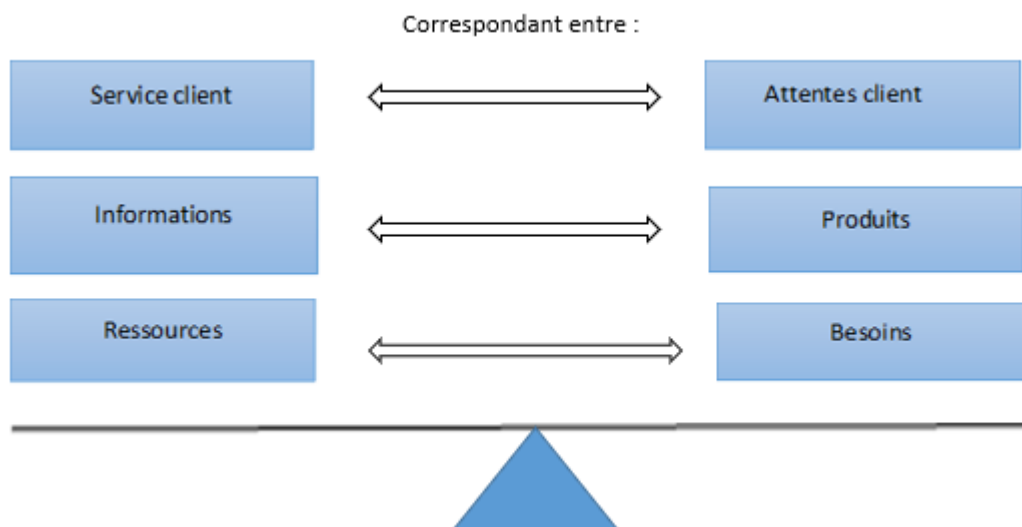 Correspondant entre :
Service client
Attentes client
Informations
Produits
Ressources
Besoins